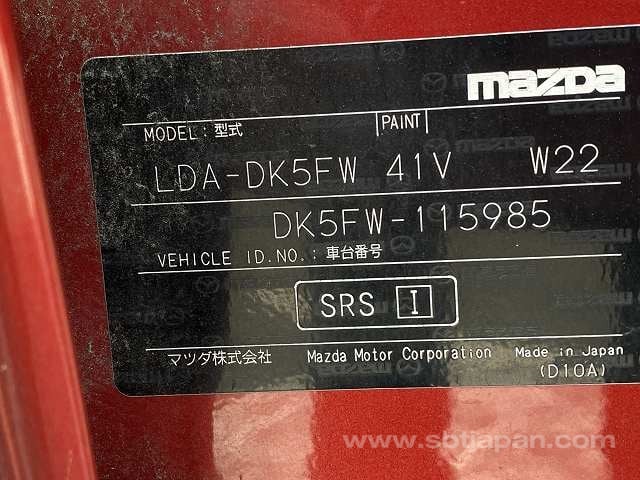 mazda
MODEL: 型式 PAINT
LDA-DK5FW 41V W22
DK5FW-115985
VEHICLE ID.NO.: 車台番号
SRS I
マツダ株式会社 Mazda Motor Corporation Made in Japan
(D10A)
www.sbtjapan.com